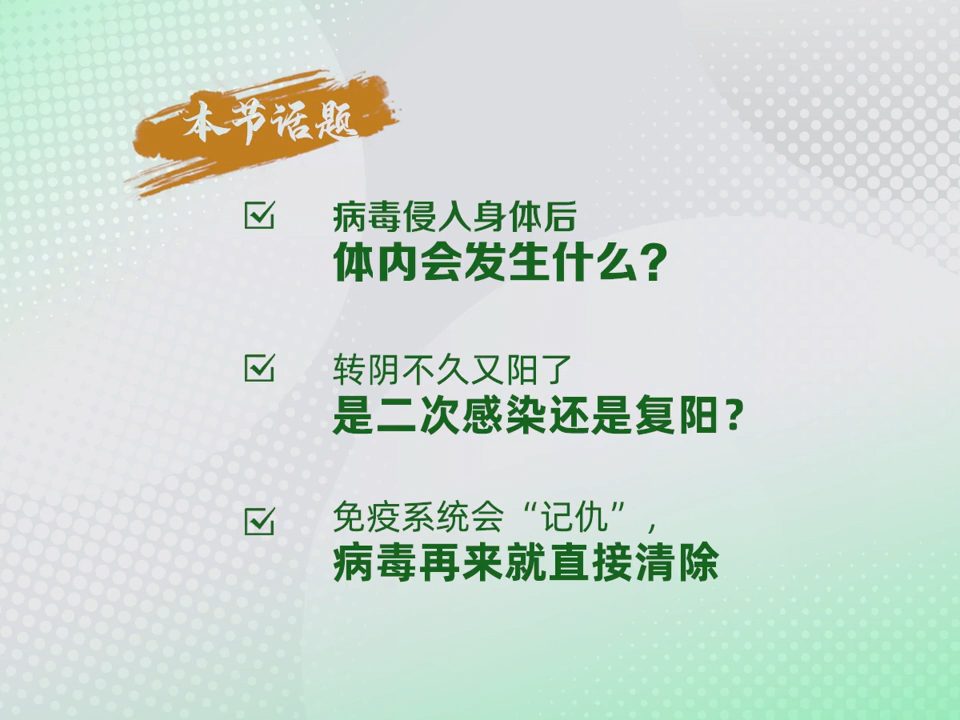 本节话题
病毒侵入身体后
体内会发生什么？
转阴不久又阳了
是二次感染还是复阳？
免疫系统会“记仇”，
病毒再来就直接清除